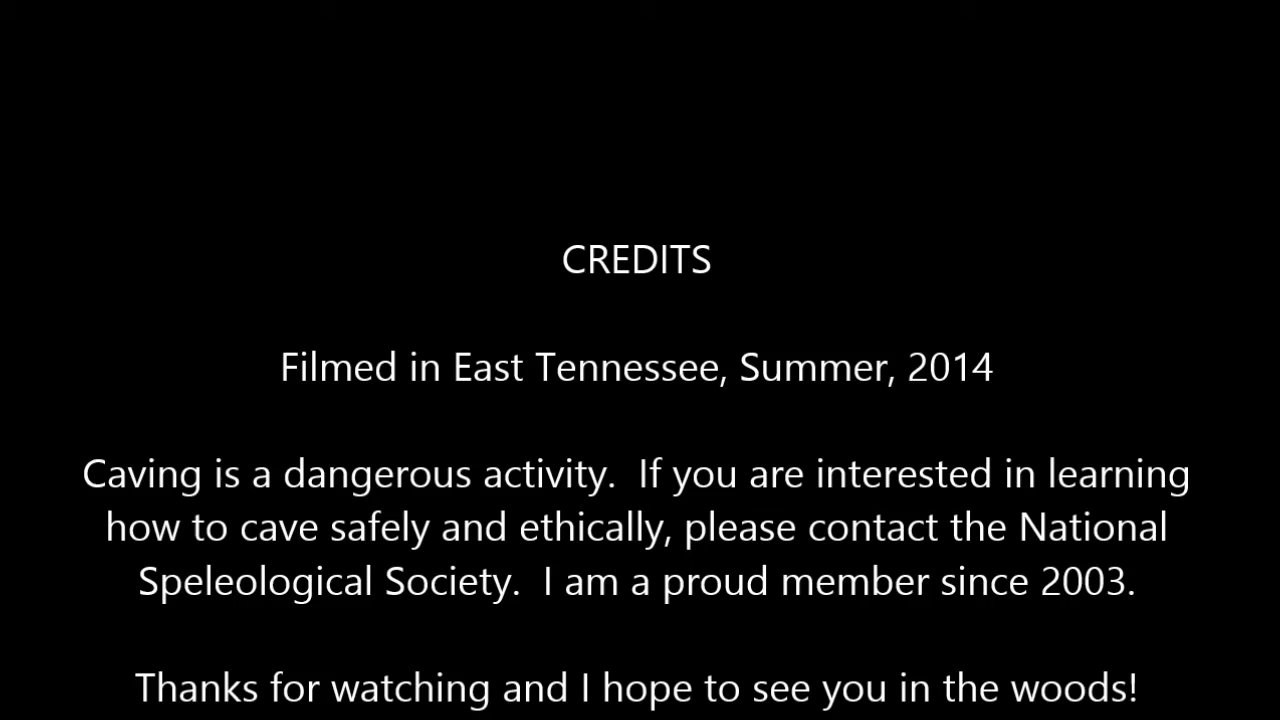 CREDITS
Filmed in East Tennessee, Summer, 2014
Caving is a dangerous activity.  If you are interested in learning
how to cave safely and ethically, please contact the National
Speleological Society.  I am a proud member since 2003.
Thanks for watching and I hope to see you in the woods!